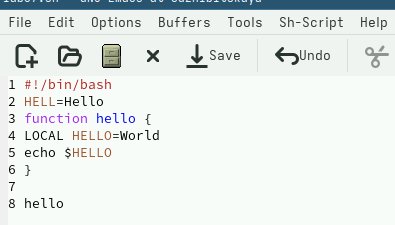 File Edit Options Buffers Tools Sh-Script Help
Save Undo
1 #!/bin/bash
2 HELL=Hello
3 function hello {
4 LOCAL HELLO=World
5 echo $HELLO
6 }
7
8 hello